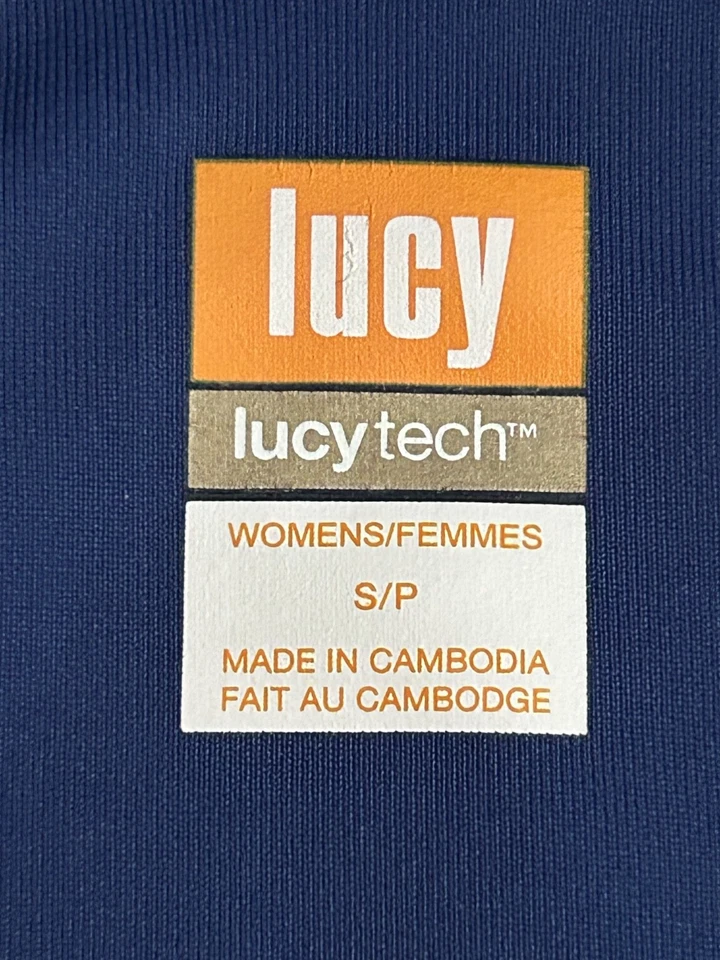 lucy
lucytech™
WOMENS/FEMMES
S/P
MADE IN CAMBODIA
FAIT AU CAMBODGE